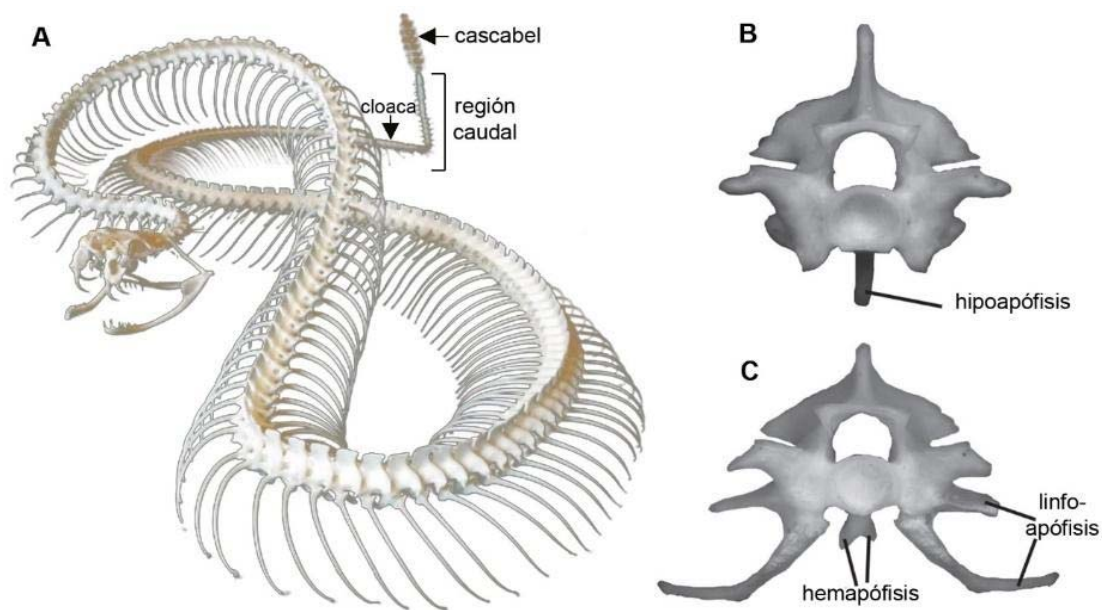 A
cascabel
cloaca
región
caudal
B
hipoapófisis
C
linfo-
apófisis
hemapófisis